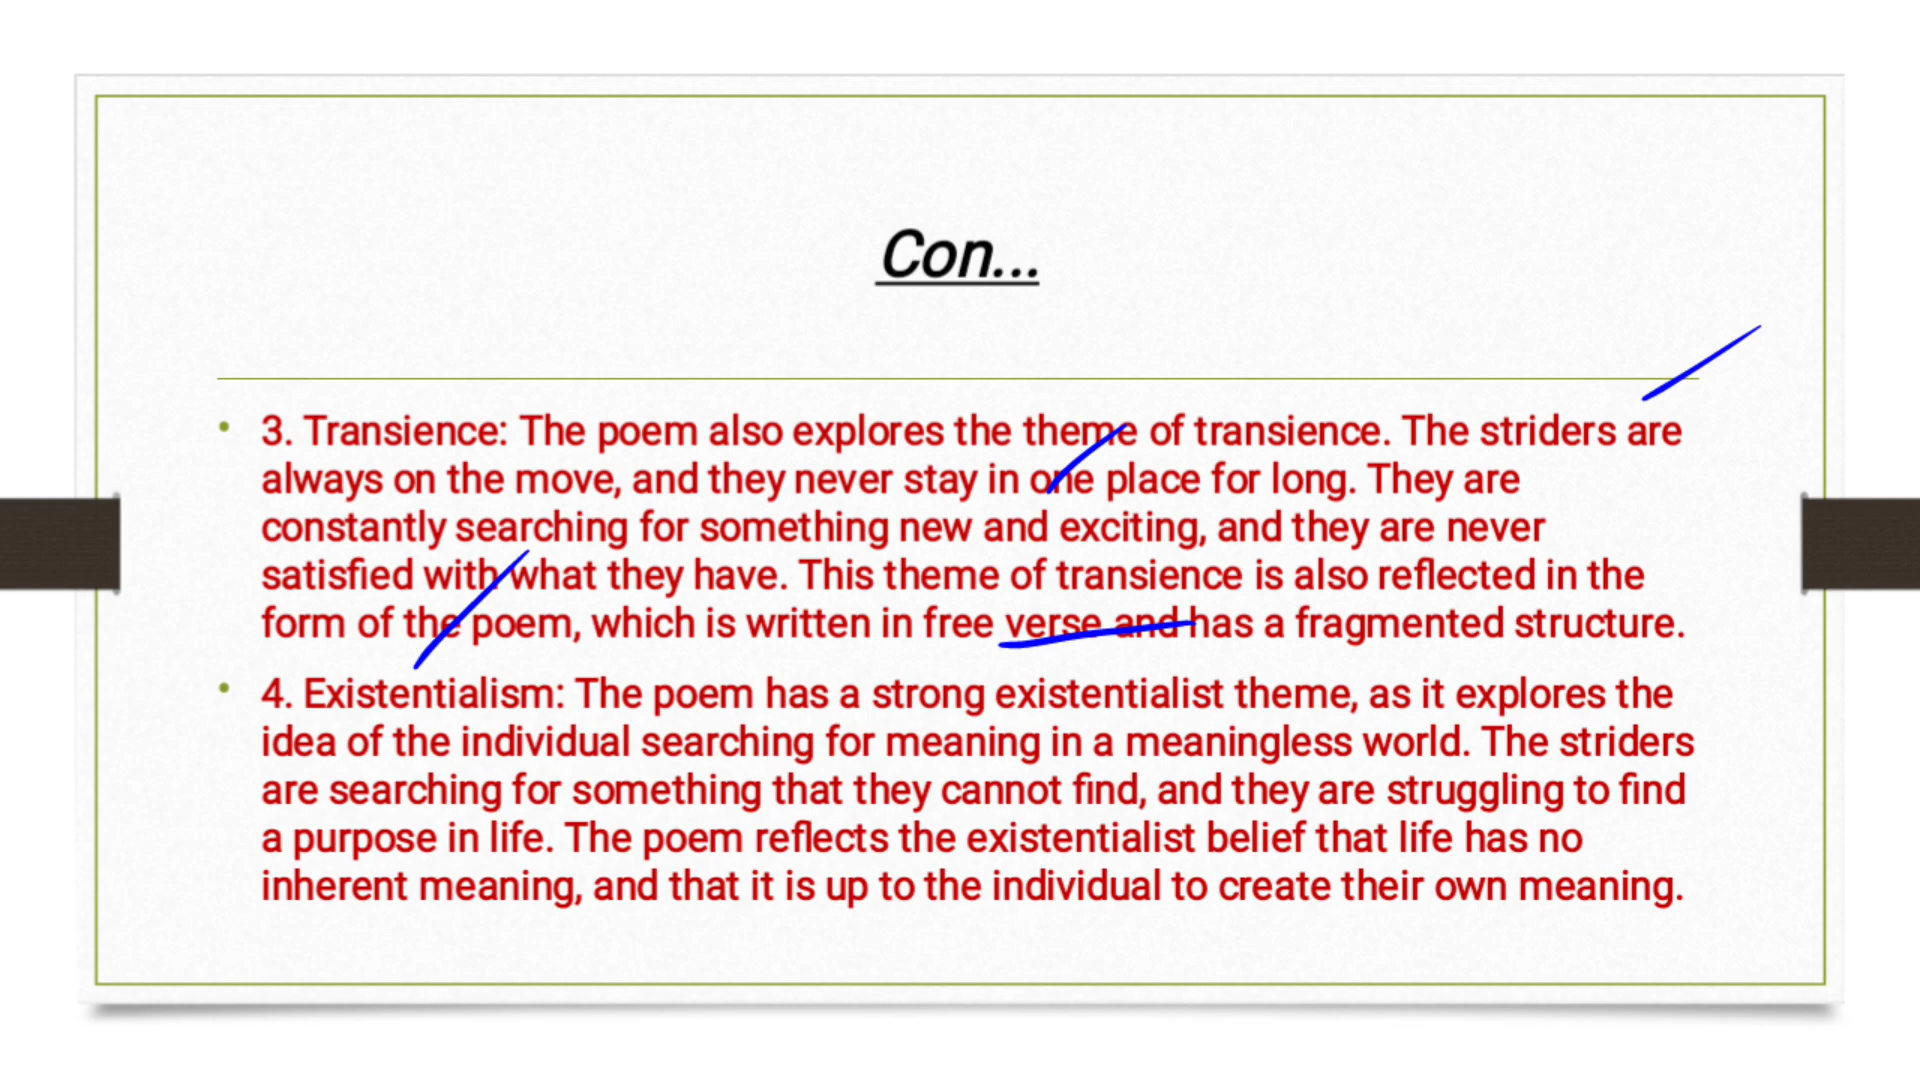 Con...
• 3. Transience: The poem also explores the theme of transience. The striders are
always on the move, and they never stay in one place for long. They are
constantly searching for something new and exciting, and they are never
satisfied with what they have. This theme of transience is also reflected in the
form of the poem, which is written in free verse and has a fragmented structure.
• 4. Existentialism: The poem has a strong existentialist theme, as it explores the
idea of the individual searching for meaning in a meaningless world. The striders
are searching for something that they cannot find, and they are struggling to find
a purpose in life. The poem reflects the existentialist belief that life has no
inherent meaning, and that it is up to the individual to create their own meaning.